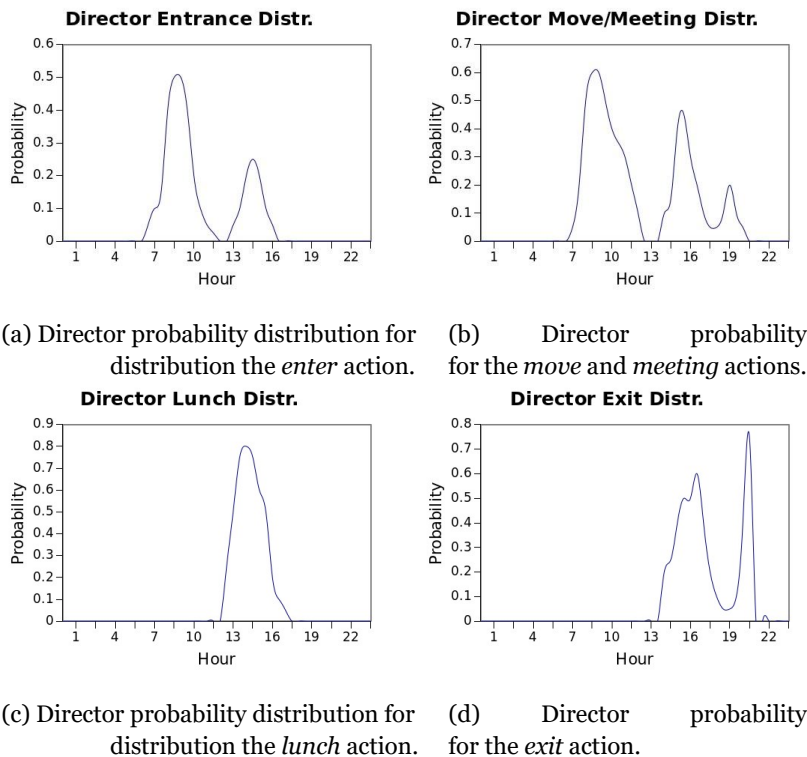 Director Entrance Distr.
0.6
0.5
0.4
0.3
0.2
0.1
0
Probability
1 4 7 10 13 16 19 22
Hour
Director Move/Meeting Distr.
0.7
0.6
0.5
0.4
0.3
0.2
0.1
0
Probability
1 4 7 10 13 16 19 22
Hour
(a) Director probability distribution for
distribution the enter action.
(b) Director probability
for the move and meeting actions.
Director Lunch Distr.
0.9
0.8
0.7
0.6
0.5
0.4
0.3
0.2
0.1
0
Probability
1 4 7 10 13 16 19 22
Hour
Director Exit Distr.
0.8
0.7
0.6
0.5
0.4
0.3
0.2
0.1
0
Probability
1 4 7 10 13 16 19 22
Hour
(c) Director probability distribution for
distribution the lunch action.
(d) Director probability
for the exit action.